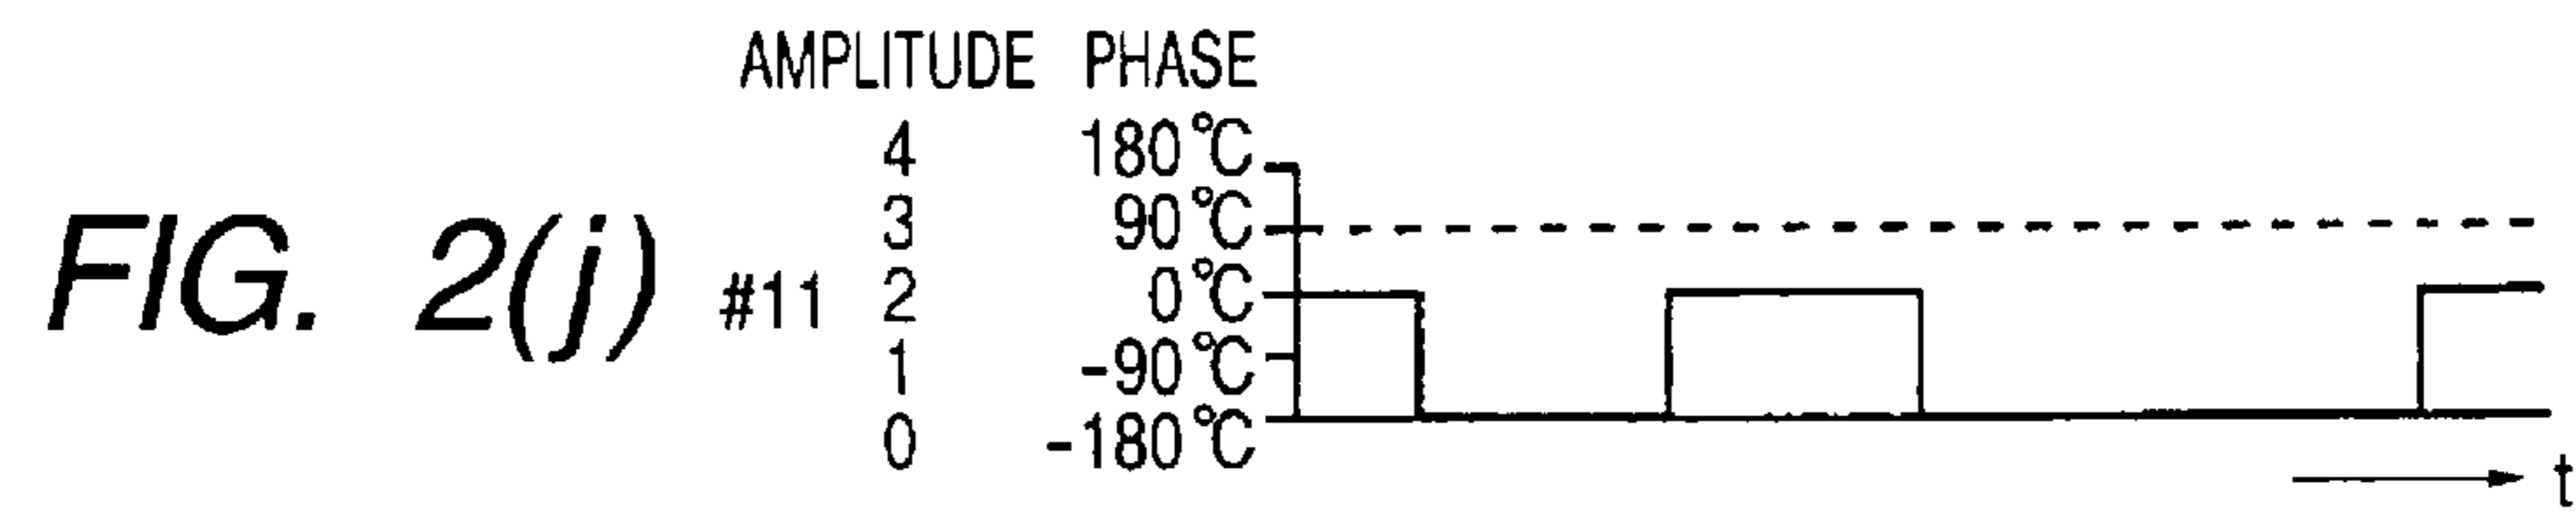 AMPLITUDE PHASE
4 180°C
3 90°C
FIG. 2(j) #11 2 0°C
1 -90°C
0 -180°C
t